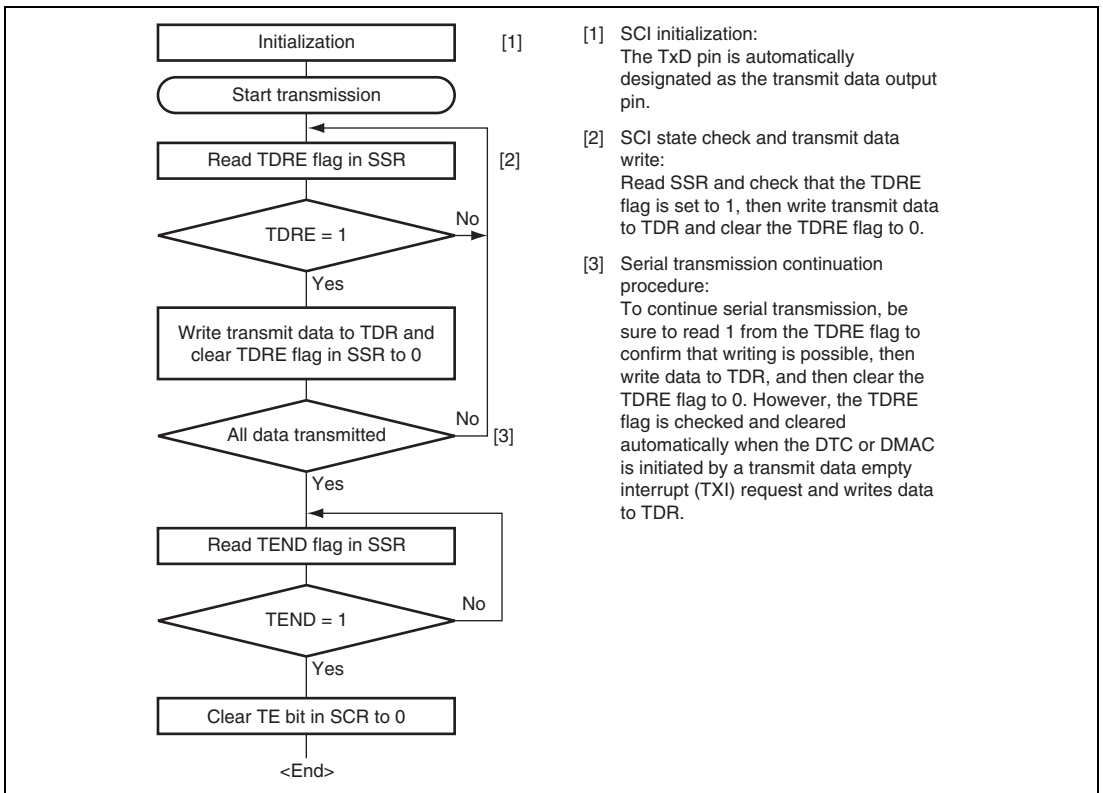 Initialization [1]
Start transmission
Read TDRE flag in SSR [2]
No
TDRE = 1
Yes
Write transmit data to TDR and
clear TDRE flag in SSR to 0
No
All data transmitted [3]
Yes
Read TEND flag in SSR
No
TEND = 1
Yes
Clear TE bit in SCR to 0
<End>
[1] SCI initialization:
The TxD pin is automatically
designated as the transmit data output
pin.
[2] SCI state check and transmit data
write:
Read SSR and check that the TDRE
flag is set to 1, then write transmit data
to TDR and clear the TDRE flag to 0.
[3] Serial transmission continuation
procedure:
To continue serial transmission, be
sure to read 1 from the TDRE flag to
confirm that writing is possible, then
write data to TDR, and then clear the
TDRE flag to 0. However, the TDRE
flag is checked and cleared
automatically when the DTC or DMAC
is initiated by a transmit data empty
interrupt (TXI) request and writes data
to TDR.